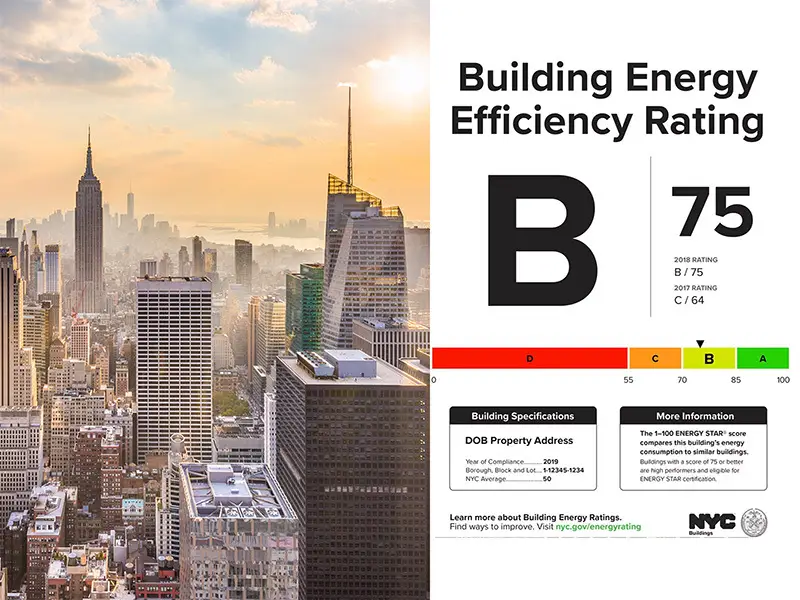 Building Energy
Efficiency Rating
B
75
2018 RATING
B / 75
2017 RATING
C / 64
D
C
B
A
0
55
70
85
100
Building Specifications
DOB Property Address
Year of Compliance......... 2019
Borough, Block and Lot... 1-12345-1234
NYC Average.................. 50
More Information
The 1–100 ENERGY STAR® score
compares this building's energy
consumption to similar buildings.
Buildings with a score of 75 or better
are high performers and eligible for
ENERGY STAR certification.
Learn more about Building Energy Ratings.
Find ways to improve. Visit nyc.gov/energyrating
NYC
Buildings